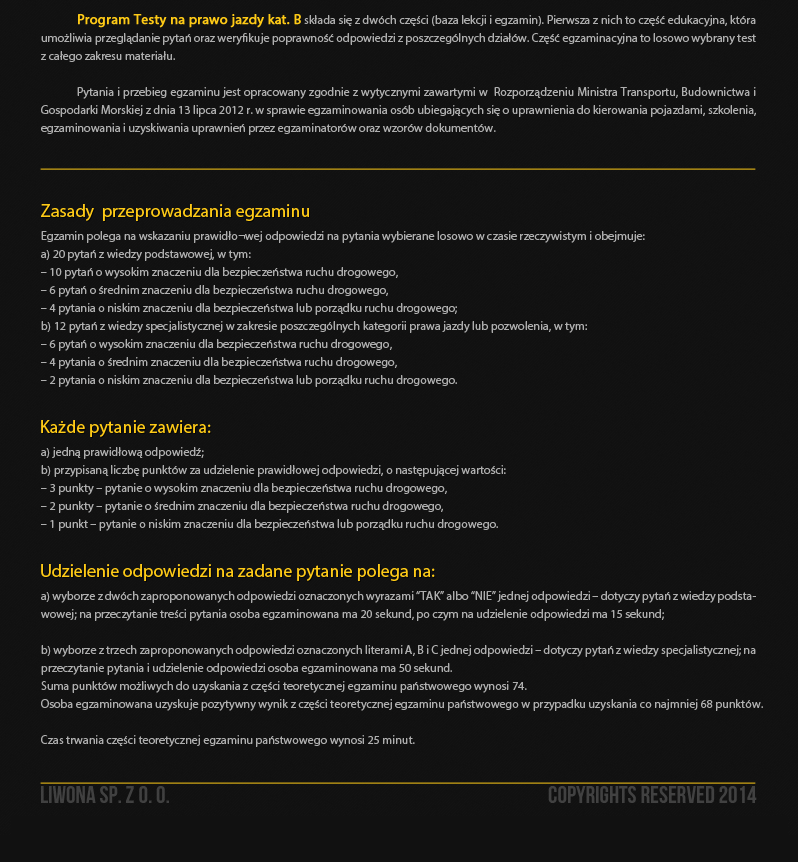 Program Testy na prawo jazdy kat. B składa się z dwóch części (baza lekcji i egzamin). Pierwsza z nich to część edukacyjna, która
umożliwia przeglądanie pytań oraz weryfikuje poprawność odpowiedzi z poszczególnych działów. Część egzaminacyjna to losowo wybrany test
z całego zakresu materiału.
Pytania i przebieg egzaminu jest opracowany zgodnie z wytycznymi zawartymi w Rozporządzeniu Ministra Transportu, Budownictwa i
Gospodarki Morskiej z dnia 13 lipca 2012 r. w sprawie egzaminowania osób ubiegających się o uprawnienia do kierowania pojazdami, szkolenia,
egzaminowania i uzyskiwania uprawnień przez egzaminatorów oraz wzorów dokumentów.
Zasady przeprowadzania egzaminu
Egzamin polega na wskazaniu prawidło¬wej odpowiedzi na pytania wybierane losowo w czasie rzeczywistym i obejmuje:
a) 20 pytań z wiedzy podstawowej, w tym:
– 10 pytań o wysokim znaczeniu dla bezpieczeństwa ruchu drogowego,
– 6 pytań o średnim znaczeniu dla bezpieczeństwa ruchu drogowego,
– 4 pytania o niskim znaczeniu dla bezpieczeństwa lub porządku ruchu drogowego;
b) 12 pytań z wiedzy specjalistycznej w zakresie poszczególnych kategorii prawa jazdy lub pozwolenia, w tym:
– 6 pytań o wysokim znaczeniu dla bezpieczeństwa ruchu drogowego,
– 4 pytania o średnim znaczeniu dla bezpieczeństwa ruchu drogowego,
– 2 pytania o niskim znaczeniu dla bezpieczeństwa lub porządku ruchu drogowego.
Każde pytanie zawiera:
a) jedną prawidłową odpowiedź;
b) przypisaną liczbę punktów za udzielenie prawidłowej odpowiedzi, o następującej wartości:
– 3 punkty – pytanie o wysokim znaczeniu dla bezpieczeństwa ruchu drogowego,
– 2 punkty – pytanie o średnim znaczeniu dla bezpieczeństwa ruchu drogowego,
– 1 punkt – pytanie o niskim znaczeniu dla bezpieczeństwa lub porządku ruchu drogowego.
Udzielenie odpowiedzi na zadane pytanie polega na:
a) wyborze z dwóch zaproponowanych odpowiedzi oznaczonych wyrazami “TAK” albo “NIE” jednej odpowiedzi – dotyczy pytań z wiedzy podsta-
wowej; na przeczytanie treści pytania osoba egzaminowana ma 20 sekund, po czym na udzielenie odpowiedzi ma 15 sekund;
b) wyborze z trzech zaproponowanych odpowiedzi oznaczonych literami A, B i C jednej odpowiedzi – dotyczy pytań z wiedzy specjalistycznej; na
przeczytanie pytania i udzielenie odpowiedzi osoba egzaminowana ma 50 sekund.
Suma punktów możliwych do uzyskania z części teoretycznej egzaminu państwowego wynosi 74.
Osoba egzaminowana uzyskuje pozytywny wynik z części teoretycznej egzaminu państwowego w przypadku uzyskania co najmniej 68 punktów.
Czas trwania części teoretycznej egzaminu państwowego wynosi 25 minut.
LIWONA SP. Z O. O.
COPYRIGHTS RESERVED 2014